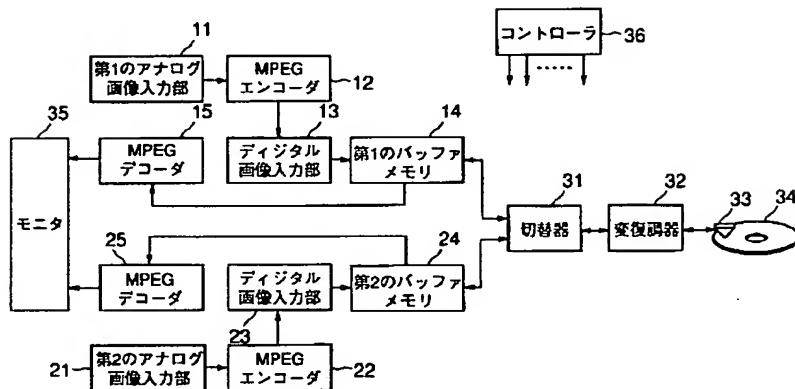 11
第1のアナログ
画像入力部
MPEG
エンコーダ
12
コントローラ
36
35
モニタ
15
MPEG
デコーダ
13
ディジタル
画像入力部
14
第1のバッファ
メモリ
31
切替器
32
変復調器
33
34
25
MPEG
デコーダ
ディジタル
画像入力部
23
24
第2のバッファ
メモリ
21
第2のアナログ
画像入力部
MPEG
エンコーダ
22